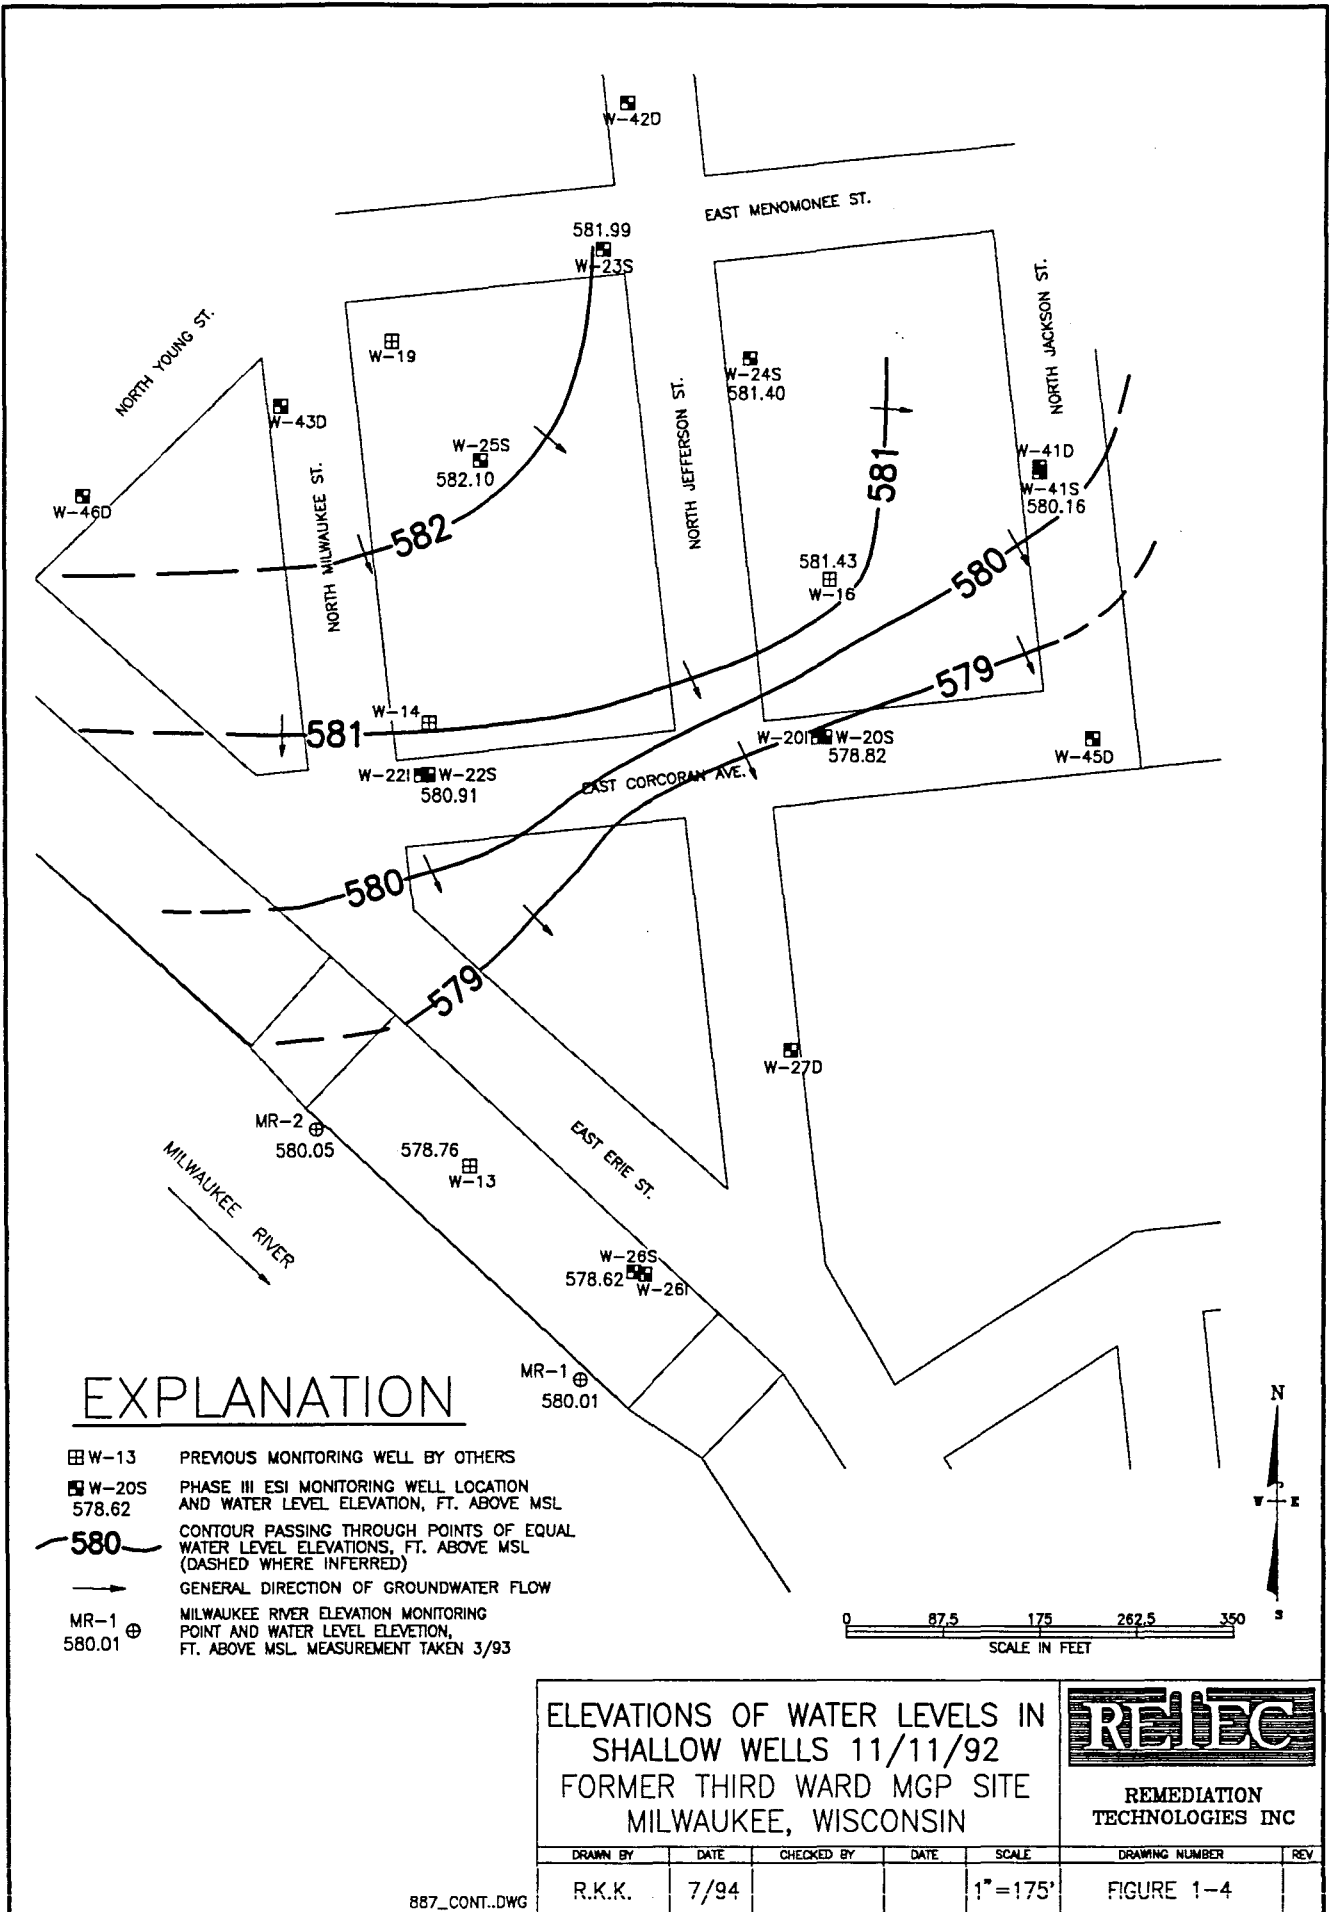 W-42D
EAST MENOMONEE ST.
581.99
W-23S
NORTH YOUNG ST.
W-19
W-24S
581.40
NORTH JACKSON ST.
W-43D
NORTH JEFFERSON ST.
W-25S
582.10
W-46D
NORTH MILWAUKEE ST.
582
581
W-41D
W-41S
580.16
581.43
W-16
580
579
W-14
581
W-20I
W-20S
578.82
W-45D
W-22I
W-22S
580.91
EAST CORCORAN AVE.
580
579
W-27D
MR-2
580.05
578.76
W-13
EAST ERIE ST.
MILWAUKEE RIVER
W-26S
578.62
W-26I
MR-1
580.01
EXPLANATION
W-13 PREVIOUS MONITORING WELL BY OTHERS
W-20S PHASE III ESI MONITORING WELL LOCATION
578.62 AND WATER LEVEL ELEVATION, FT. ABOVE MSL
580 CONTOUR PASSING THROUGH POINTS OF EQUAL
WATER LEVEL ELEVATIONS, FT. ABOVE MSL
(DASHED WHERE INFERRED)
GENERAL DIRECTION OF GROUNDWATER FLOW
MR-1 MILWAUKEE RIVER ELEVATION MONITORING
580.01 POINT AND WATER LEVEL ELEVETION,
FT. ABOVE MSL. MEASUREMENT TAKEN 3/93
N
W E
S
0 87.5 175 262.5 350
SCALE IN FEET
ELEVATIONS OF WATER LEVELS IN
SHALLOW WELLS 11/11/92
FORMER THIRD WARD MGP SITE
MILWAUKEE, WISCONSIN
RETEC
REMEDIATION
TECHNOLOGIES INC
DRAWN BY DATE CHECKED BY DATE SCALE DRAWING NUMBER REV
R.K.K. 7/94 1"=175' FIGURE 1-4
887_CONT..DWG